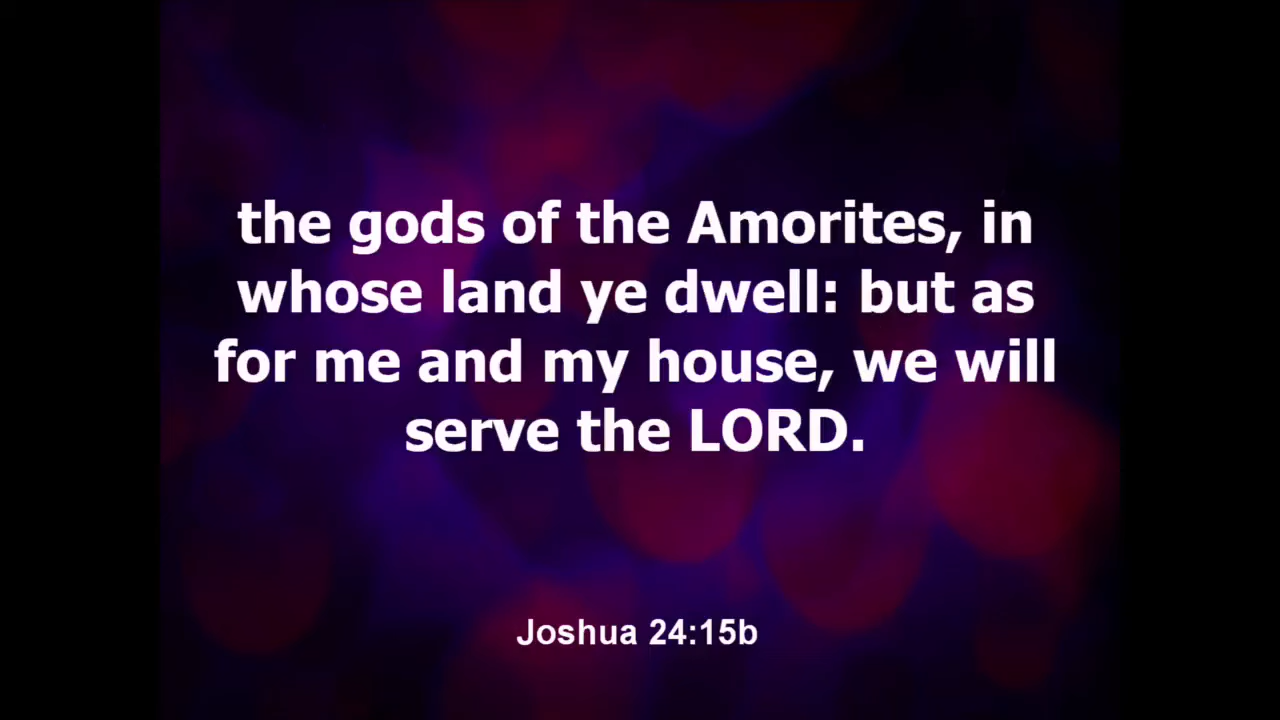 the gods of the Amorites, in
whose land ye dwell: but as
for me and my house, we will
serve the LORD.
Joshua 24:15b